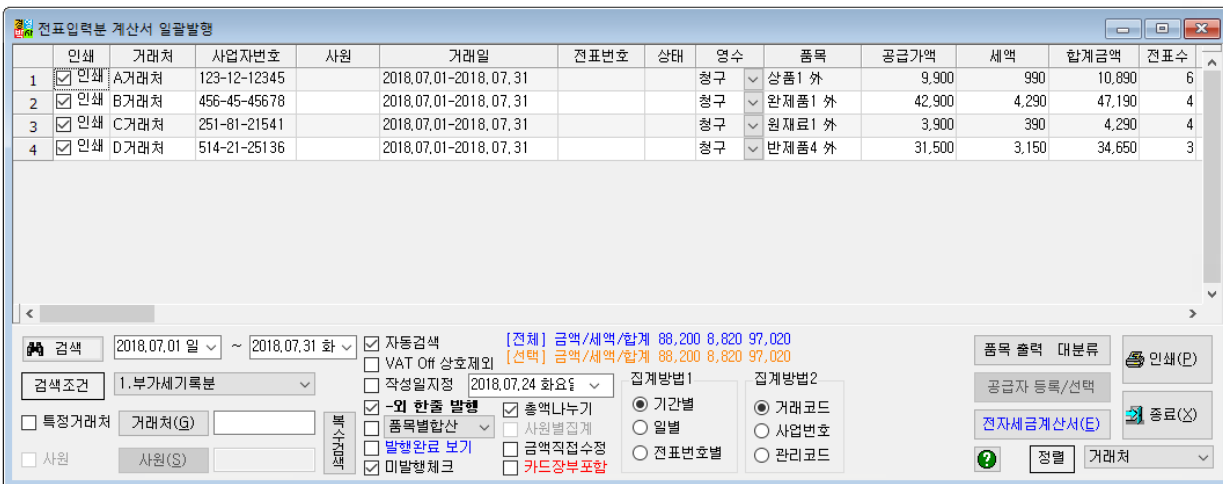 전표입력분 계산서 일괄발행
인쇄 거래처 사업자번호 사원 거래일 전표번호 상태 영수 품목 공급가액 세액 합계금액 전표수
1 인쇄 A거래처 123-12-12345 2018.07.01-2018.07.31 청구 상품1 외 9,900 990 10,890 6
2 인쇄 B거래처 456-45-45678 2018.07.01-2018.07.31 청구 완제품1 외 42,900 4,290 47,190 4
3 인쇄 C거래처 251-81-21541 2018.07.01-2018.07.31 청구 원재료1 외 3,900 390 4,290 4
4 인쇄 D거래처 514-21-25136 2018.07.01-2018.07.31 청구 반제품4 외 31,500 3,150 34,650 3
검색 2018.07.01 일 ~ 2018.07.31 화
검색조건 1.부가세기록분
특정거래처 거래처(G)
사원 사원(S)
복수검색
자동검색
VAT Off 상호제외
작성일지정 2018.07.24 화요일
-외 한줄 발행 총액나누기
품목별합산 사원별집계
발행완료 보기 금액직접수정
미발행체크 카드장부포함
[전체] 금액/세액/합계 88,200 8,820 97,020
[선택] 금액/세액/합계 88,200 8,820 97,020
집계방법1
기간별
일별
전표번호별
집계방법2
거래코드
사업번호
관리코드
품목 출력 대분류
공급자 등록/선택
전자세금계산서(E)
정렬 거래처
인쇄(P)
종료(X)